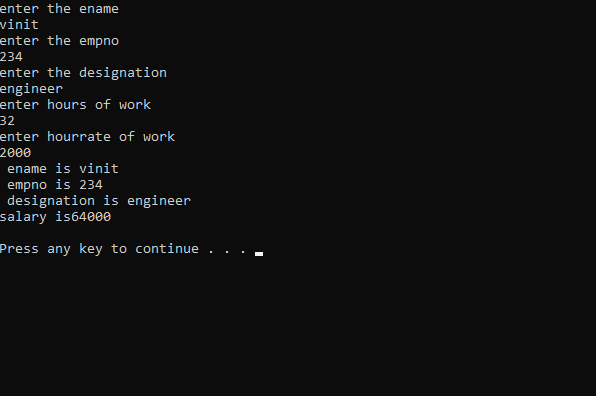 enter the ename
vinit
enter the empno
234
enter the designation
engineer
enter hours of work
32
enter hourrate of work
2000
ename is vinit
empno is 234
designation is engineer
salary is64000
Press any key to continue . . .